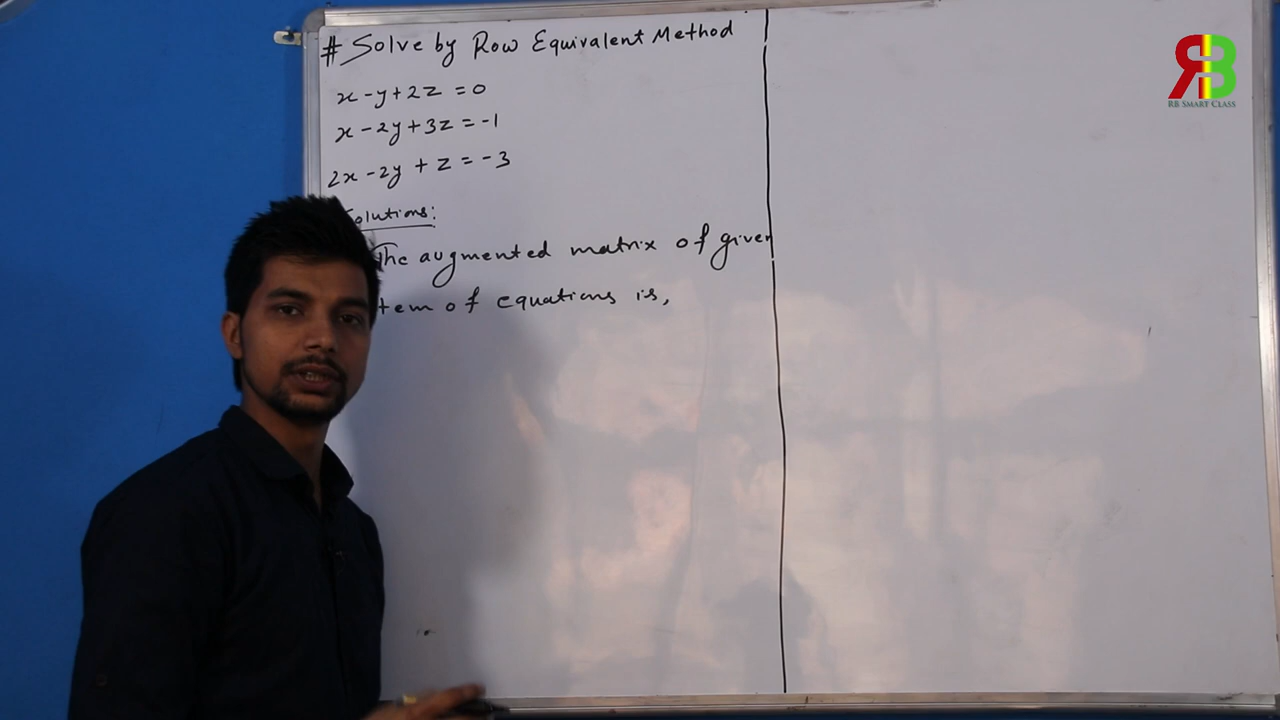 # Solve by Row Equivalent Method
x - y + 2z = 0
x - 2y + 3z = -1
2x - 2y + z = -3
olutions:
The augmented matrix of given
tem of equations is,
RB
RB SMART CLASS